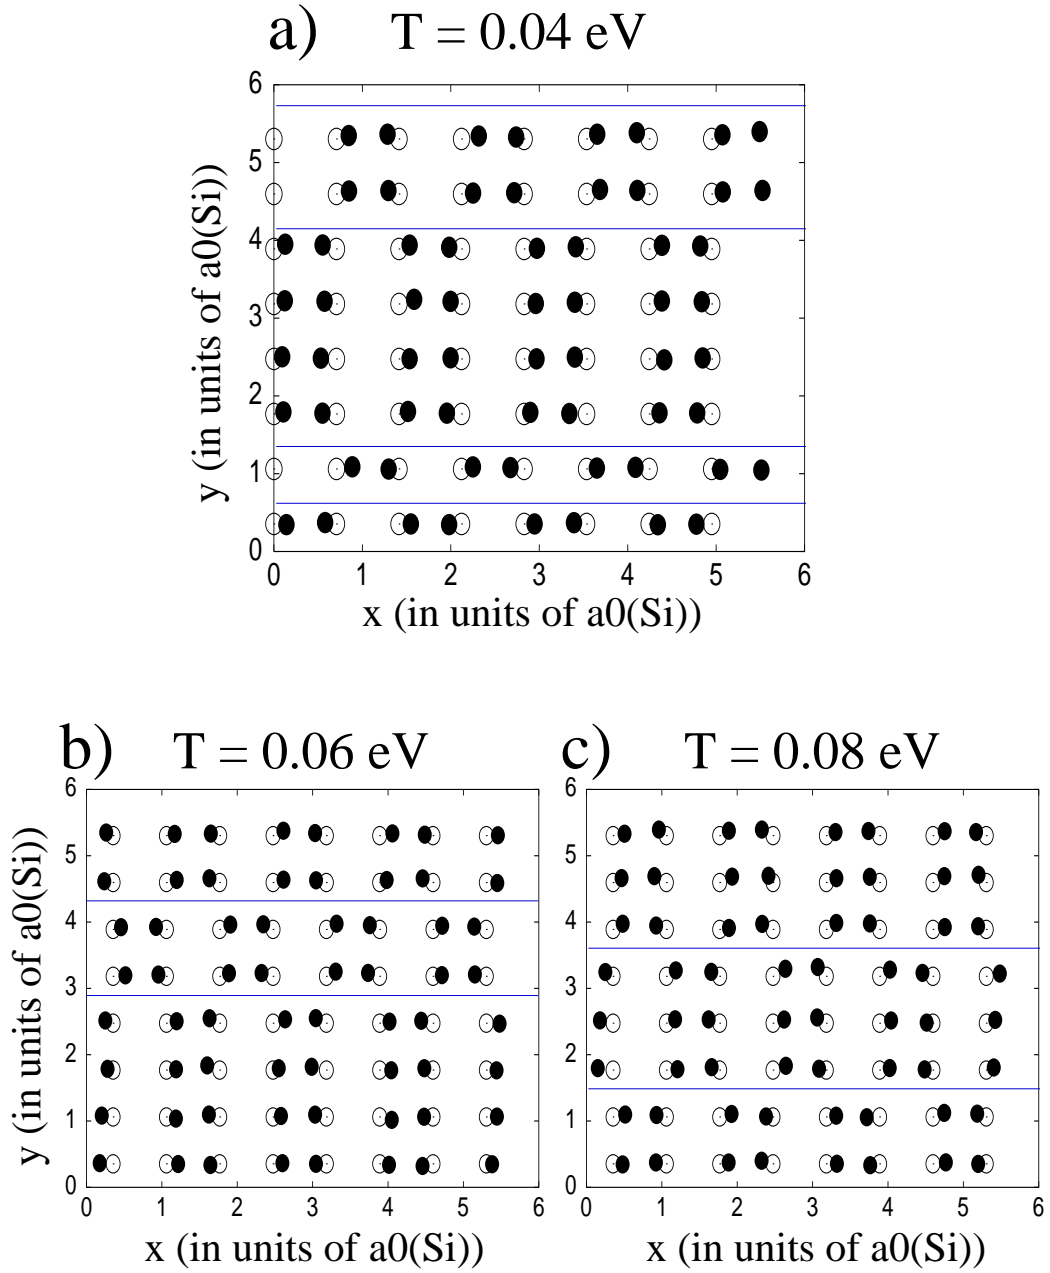 a) T = 0.04 eV
6
5
4
3
2
1
0
y (in units of a0(Si))
0 1 2 3 4 5 6
x (in units of a0(Si))
b) T = 0.06 eV
6
5
4
3
2
1
0
y (in units of a0(Si))
0 1 2 3 4 5 6
x (in units of a0(Si))
c) T = 0.08 eV
6
5
4
3
2
1
0
0 1 2 3 4 5 6
x (in units of a0(Si))